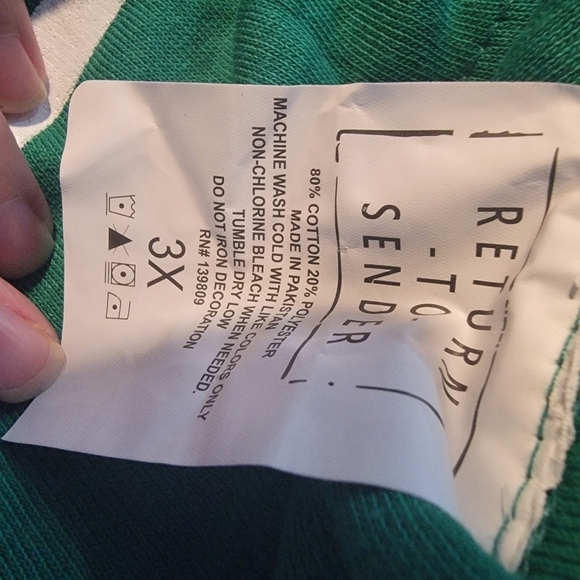 RETURN
-TO-
SENDER
80% COTTON 20% POLYESTER
MADE IN PAKISTAN
MACHINE WASH COLD WITH LIKE COLORS ONLY
NON-CHLORINE BLEACH WHEN NEEDED.
TUMBLE DRY LOW
DO NOT IRON DECORATION
RN# 139809
3X